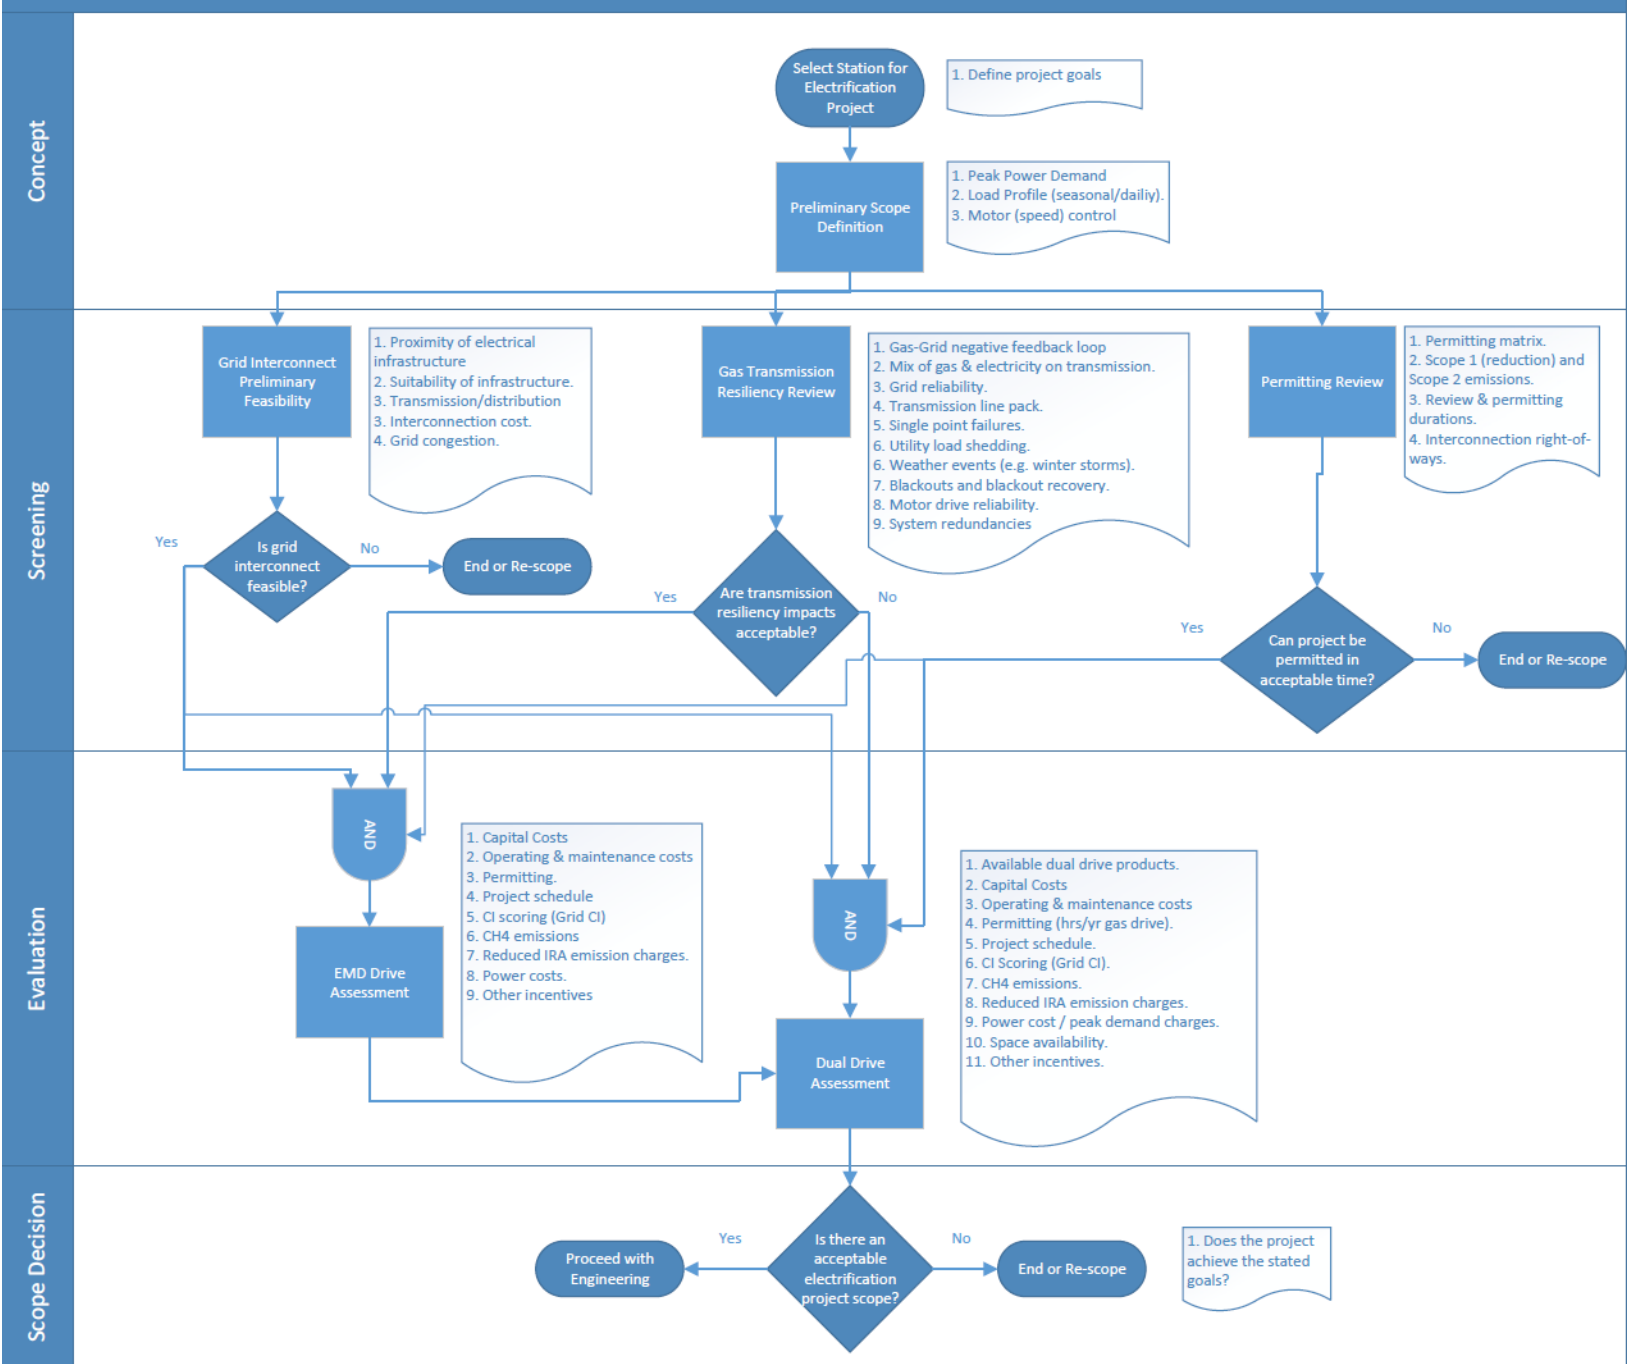 Concept
Select Station for
Electrification
Project
1. Define project goals
Preliminary Scope
Definition
1. Peak Power Demand
2. Load Profile (seasonal/dailiy).
3. Motor (speed) control
Screening
Grid Interconnect
Preliminary
Feasibility
1. Proximity of electrical
infrastructure
2. Suitability of infrastructure.
3. Transmission/distribution
3. Interconnection cost.
4. Grid congestion.
Gas Transmission
Resiliency Review
1. Gas-Grid negative feedback loop
2. Mix of gas & electricity on transmission.
3. Grid reliability.
4. Transmission line pack.
5. Single point failures.
6. Utility load shedding.
6. Weather events (e.g. winter storms).
7. Blackouts and blackout recovery.
8. Motor drive reliability.
9. System redundancies
Permitting Review
1. Permitting matrix.
2. Scope 1 (reduction) and
Scope 2 emissions.
3. Review & permitting
durations.
4. Interconnection right-of-
ways.
Yes
Is grid
interconnect
feasible?
No
End or Re-scope
Yes
Are transmission
resiliency impacts
acceptable?
No
Yes
Can project be
permitted in
acceptable time?
No
End or Re-scope
Evaluation
AND
EMD Drive
Assessment
1. Capital Costs
2. Operating & maintenance costs
3. Permitting.
4. Project schedule
5. CI scoring (Grid CI)
6. CH4 emissions
7. Reduced IRA emission charges.
8. Power costs.
9. Other incentives
AND
Dual Drive
Assessment
1. Available dual drive products.
2. Capital Costs
3. Operating & maintenance costs
4. Permitting (hrs/yr gas drive).
5. Project schedule.
6. CI Scoring (Grid CI).
7. CH4 emissions.
8. Reduced IRA emission charges.
9. Power cost / peak demand charges.
10. Space availability.
11. Other incentives.
Scope Decision
Proceed with
Engineering
Yes
Is there an
acceptable
electrification
project scope?
No
End or Re-scope
1. Does the project
achieve the stated
goals?